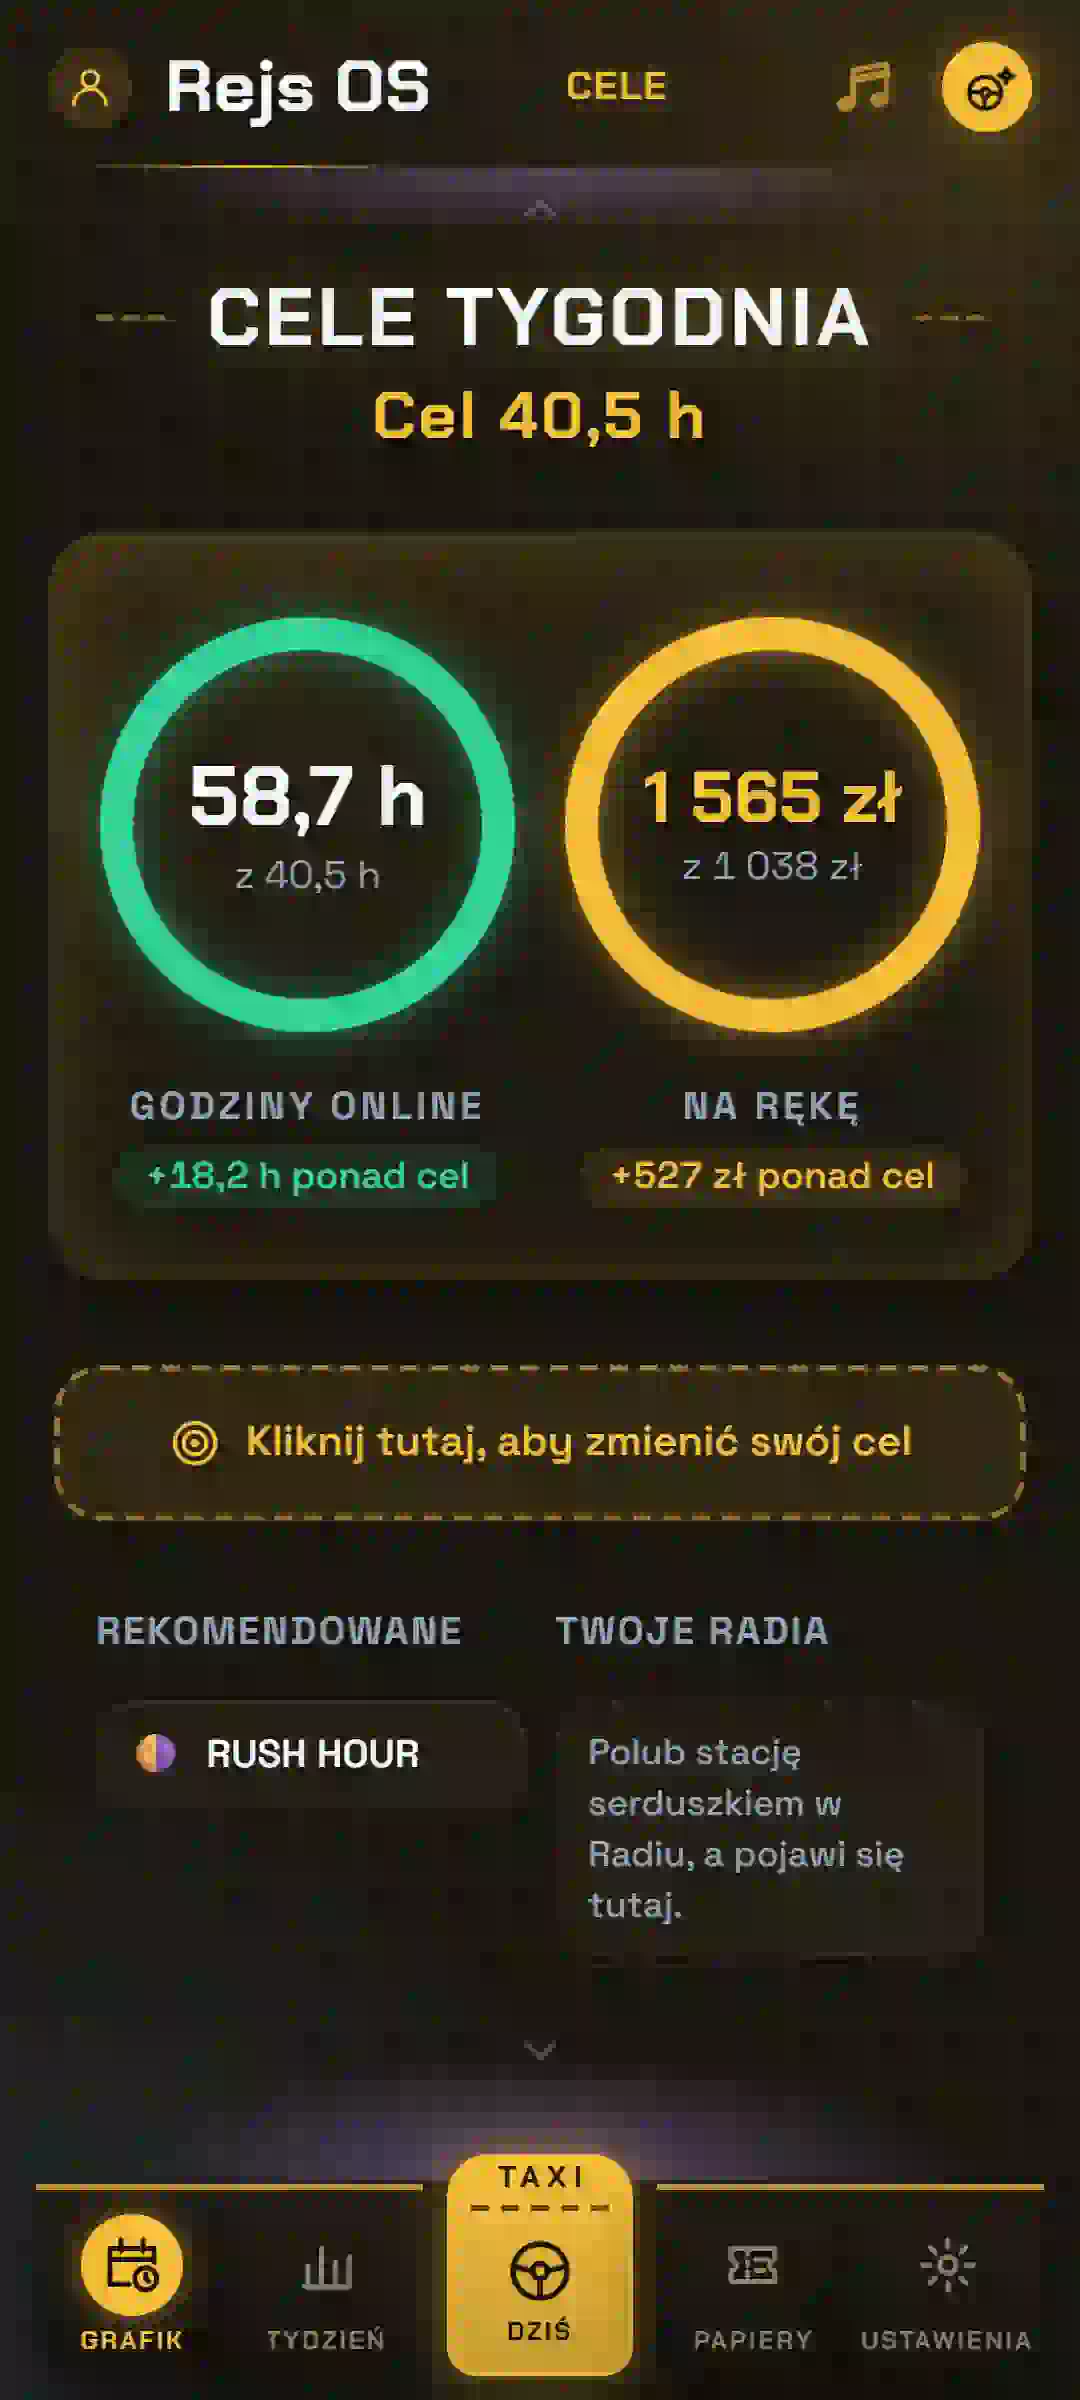 Rejs OS
CELE
CELE TYGODNIA
Cel 40,5 h
58,7 h
z 40,5 h
1 565 zł
z 1 038 zł
GODZINY ONLINE
+18,2 h ponad cel
NA RĘKĘ
+527 zł ponad cel
Kliknij tutaj, aby zmienić swój cel
REKOMENDOWANE
RUSH HOUR
TWOJE RADIA
Polub stację
serduszkiem w
Radiu, a pojawi się
tutaj.
GRAFIK
TYDZIEŃ
TAXI
DZIŚ
PAPIERY
USTAWIENIA